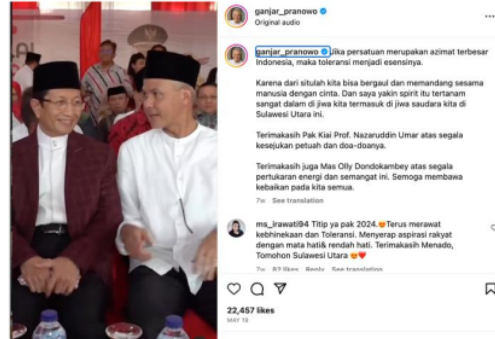 ganjar_pranowo
Original audio
ganjar_pranowo Jika persatuan merupakan azimat terbesar
Indonesia, maka toleransi menjadi esensinya.
Karena dari situlah kita bisa bergaul dan memandang sesama
manusia dengan cinta. Dan saya yakin spirit itu tertanam
sangat dalam di jiwa kita termasuk di jiwa saudara kita di
Sulawesi Utara ini.
Terimakasih Pak Kiai Prof. Nazaruddin Umar atas segala
kesejukan petuah dan doa-doanya.
Terimakasih juga Mas Olly Dondokambey atas segala
pertukaran energi dan semangat ini. Semoga membawa
kebaikan pada kita semua.
7w See translation
ms_irawati94 Titip ya pak 2024.😍Terus merawat
kebhinekaan dan Toleransi. Menyerap aspirasi rakyat
dengan mata hati& rendah hati. Terimakasih Menado,
Tomohon Sulawesi Utara 😍❤️
7w 82 likes Reply See translation
22,457 likes
MAY 18